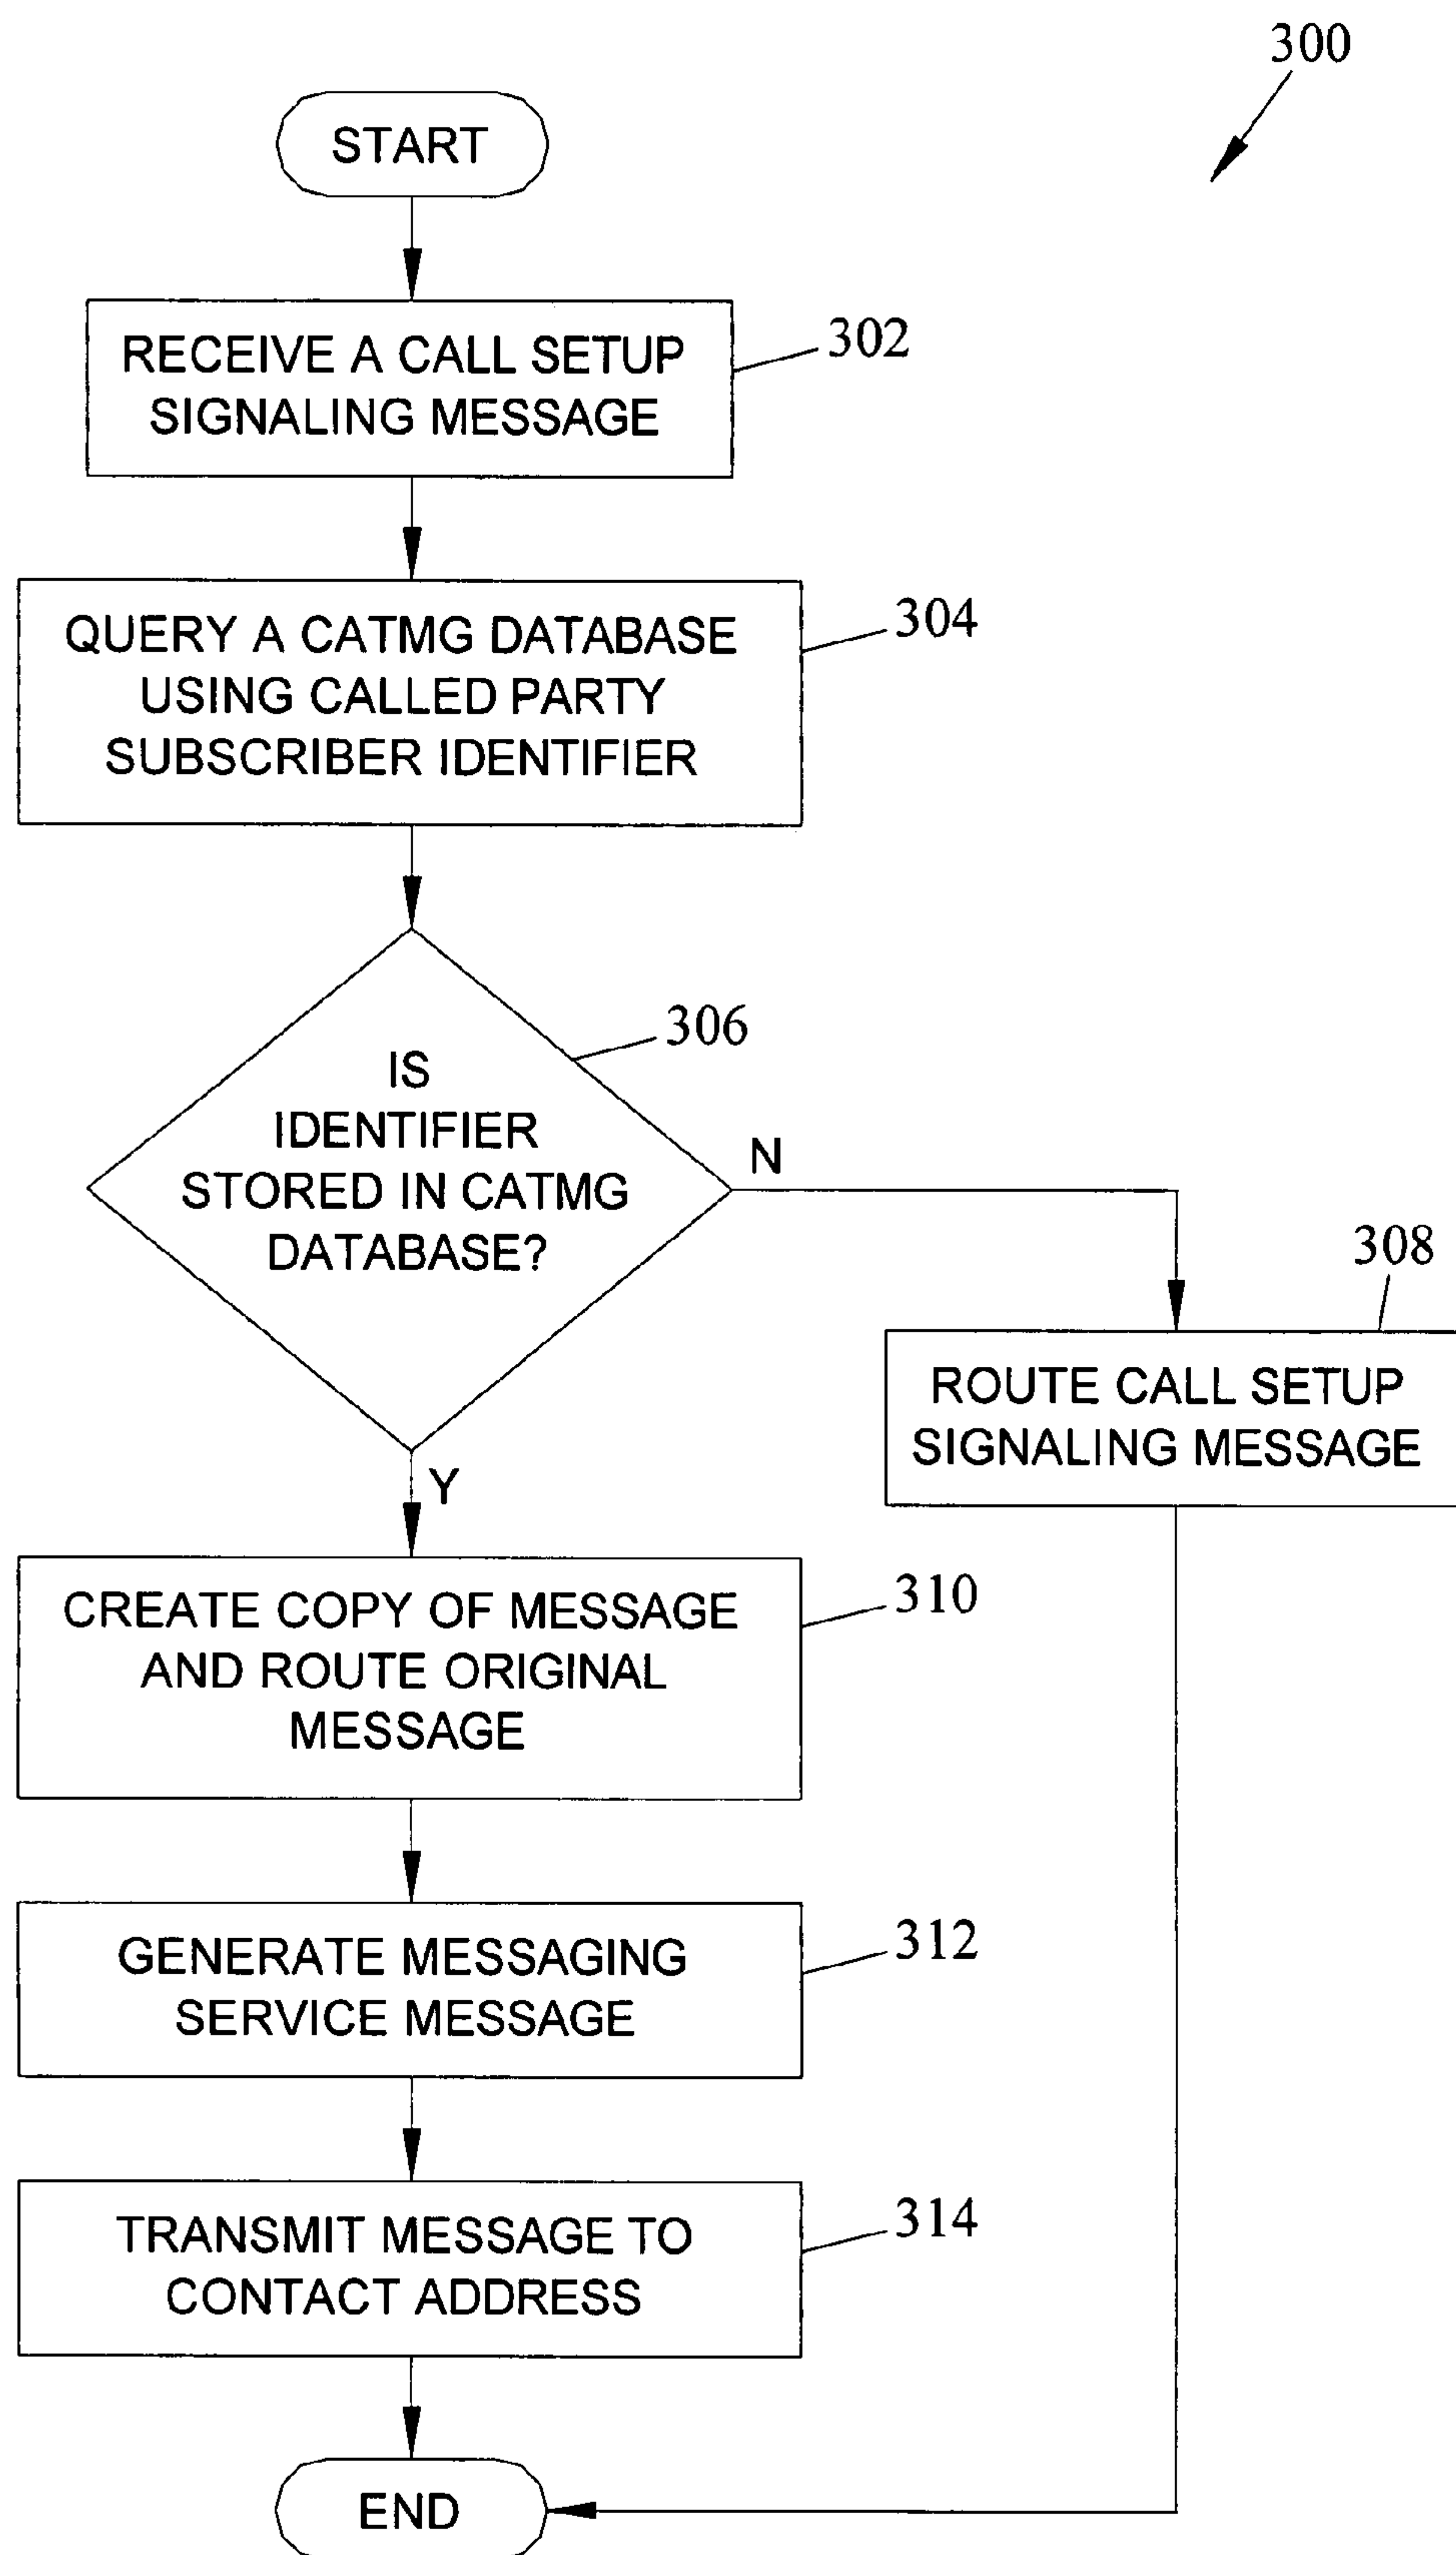 300
START
RECEIVE A CALL SETUP
SIGNALING MESSAGE
302
QUERY A CATMG DATABASE
USING CALLED PARTY
SUBSCRIBER IDENTIFIER
304
IS
IDENTIFIER
STORED IN CATMG
DATABASE?
306
N
308
ROUTE CALL SETUP
SIGNALING MESSAGE
Y
CREATE COPY OF MESSAGE
AND ROUTE ORIGINAL
MESSAGE
310
GENERATE MESSAGING
SERVICE MESSAGE
312
TRANSMIT MESSAGE TO
CONTACT ADDRESS
314
END